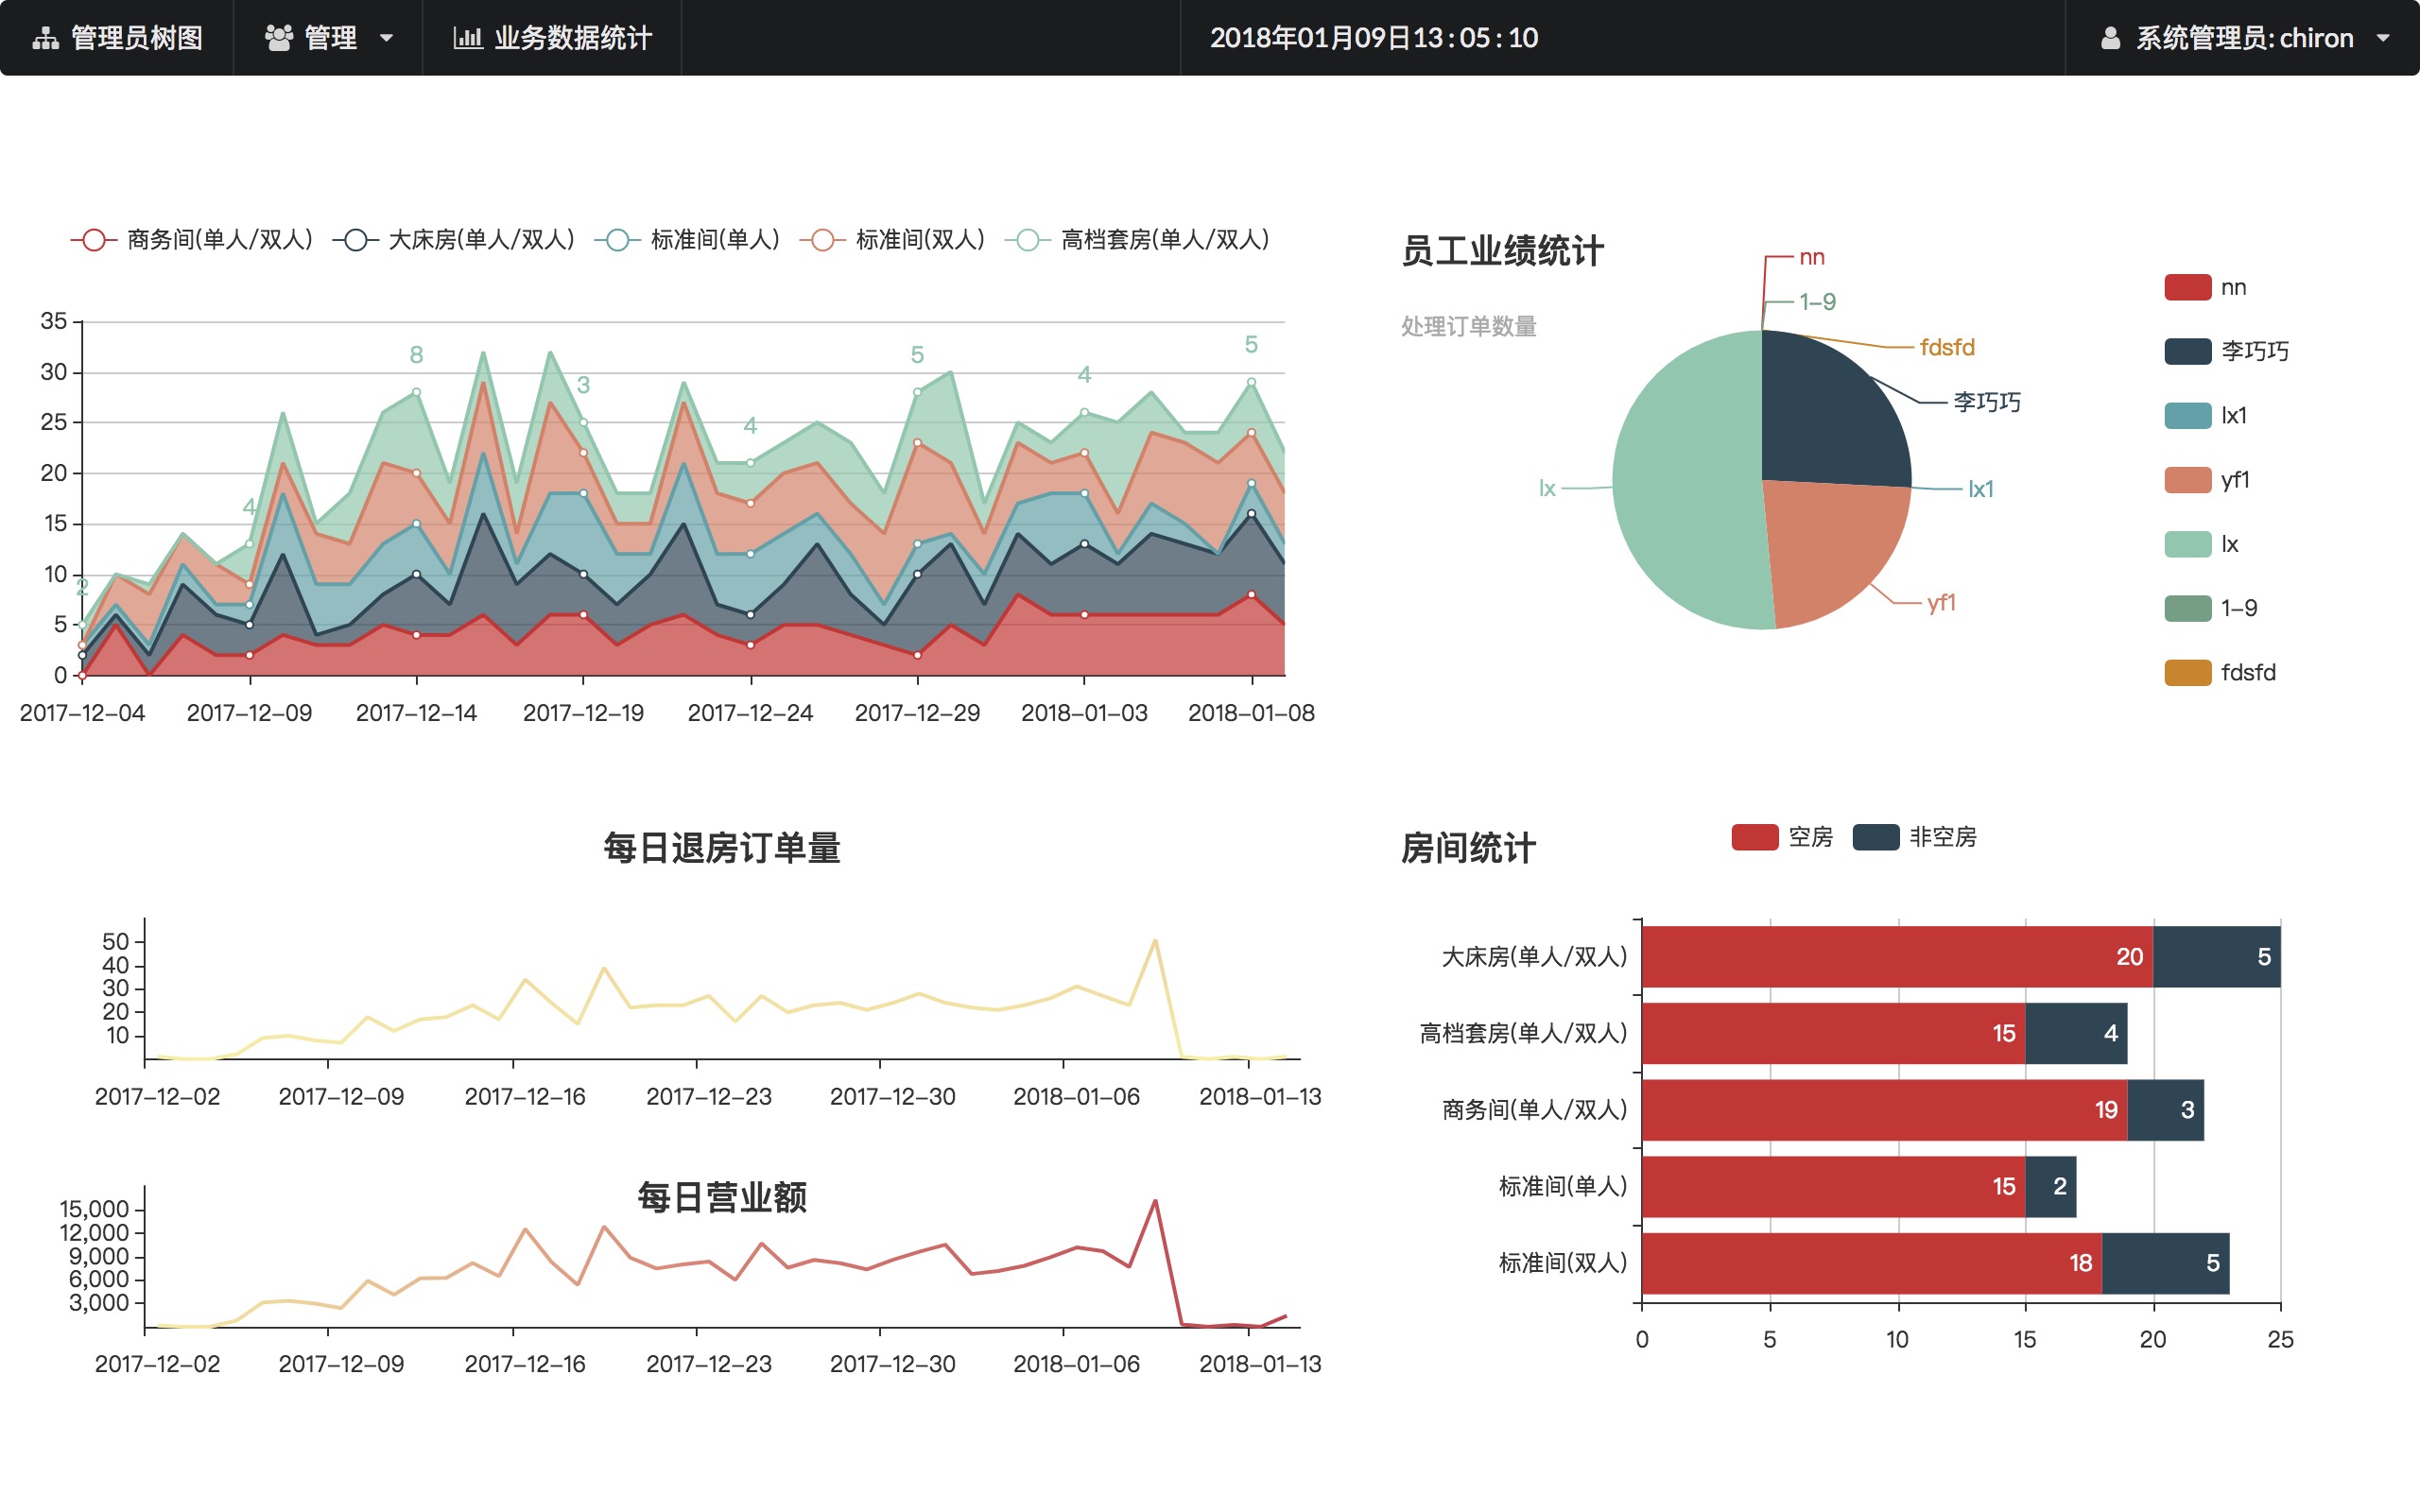 管理员树图 管理 业务数据统计 2018年01月09日13:05:10 系统管理员: chiron
商务间(单人/双人) 大床房(单人/双人) 标准间(单人) 标准间(双人) 高档套房(单人/双人)
35
30
25
20
15
10
5
0
2 4 8 3 4 5 4 5
2017-12-04 2017-12-09 2017-12-14 2017-12-19 2017-12-24 2017-12-29 2018-01-03 2018-01-08
员工业绩统计
处理订单数量
nn
1-9
fdsfd
李巧巧
lx1
lx
yf1
nn
李巧巧
lx1
yf1
lx
1-9
fdsfd
每日退房订单量
50
40
30
20
10
2017-12-02 2017-12-09 2017-12-16 2017-12-23 2017-12-30 2018-01-06 2018-01-13
每日营业额
15,000
12,000
9,000
6,000
3,000
2017-12-02 2017-12-09 2017-12-16 2017-12-23 2017-12-30 2018-01-06 2018-01-13
房间统计
空房 非空房
大床房(单人/双人) 20 5
高档套房(单人/双人) 15 4
商务间(单人/双人) 19 3
标准间(单人) 15 2
标准间(双人) 18 5
0 5 10 15 20 25